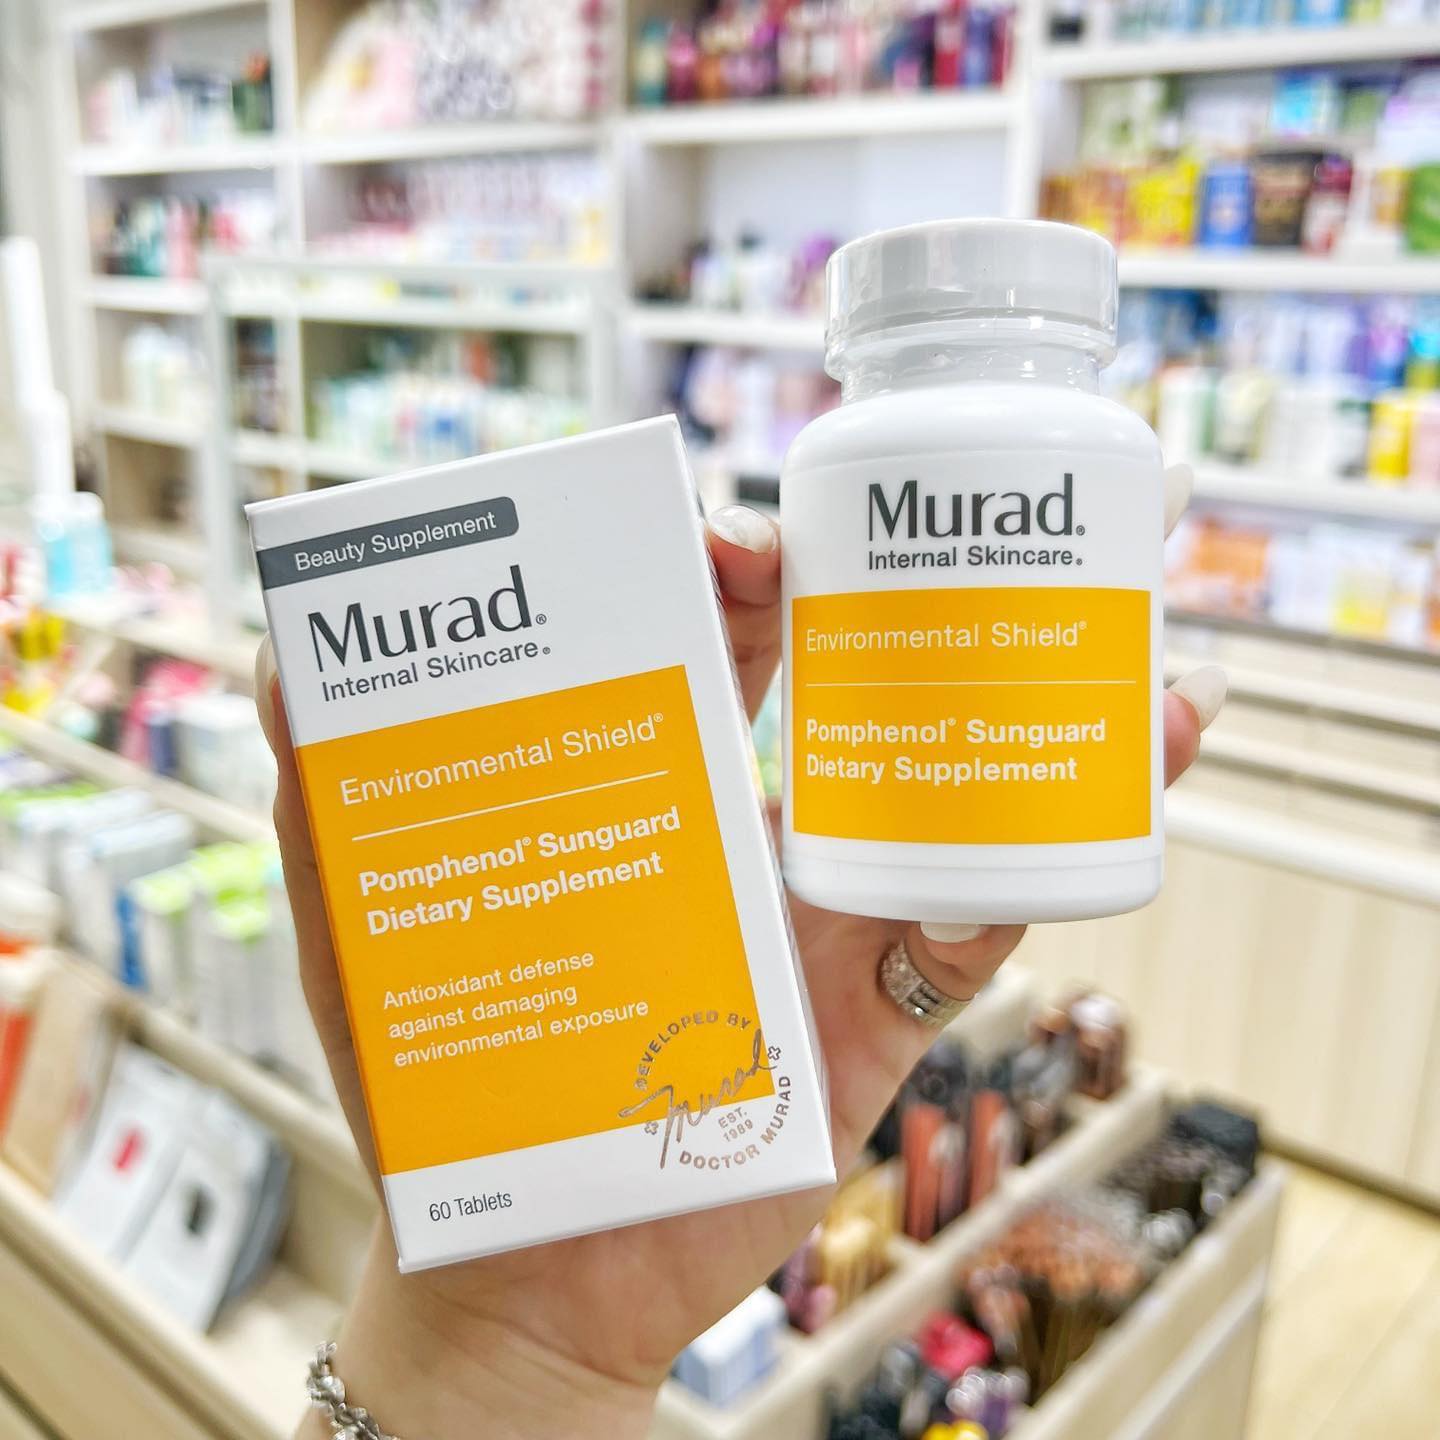 Beauty Supplement
Murad®
Internal Skincare®
Environmental Shield®
Pomphenol® Sunguard
Dietary Supplement
Antioxidant defense
against damaging
environmental exposure
DEVELOPED BY
Murad
EST.
1989
DOCTOR MURAD
60 Tablets
Murad®
Internal Skincare®
Environmental Shield®
Pomphenol® Sunguard
Dietary Supplement